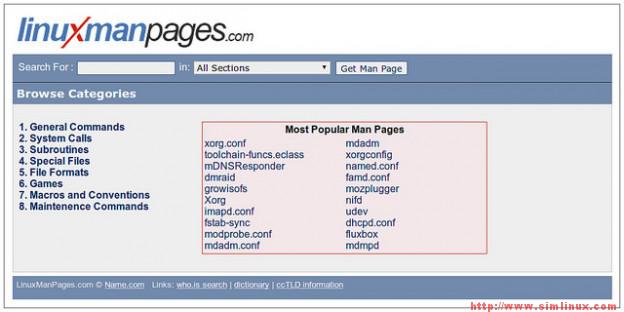 linuxmanpages.com
Search For : in: All Sections Get Man Page
Browse Categories
1. General Commands
2. System Calls
3. Subroutines
4. Special Files
5. File Formats
6. Games
7. Macros and Conventions
8. Maintenence Commands
Most Popular Man Pages
xorg.conf mdadm
toolchain-funcs.eclass xorgconfig
mDNSResponder named.conf
dmraid famd.conf
growisofs mozplugger
Xorg nifd
imapd.conf udev
fstab-sync dhcpd.conf
modprobe.conf fluxbox
mdadm.conf mdmpd
LinuxManPages.com © Name.com Links: who.is search | dictionary | ccTLD information
http://www.simlinux.com